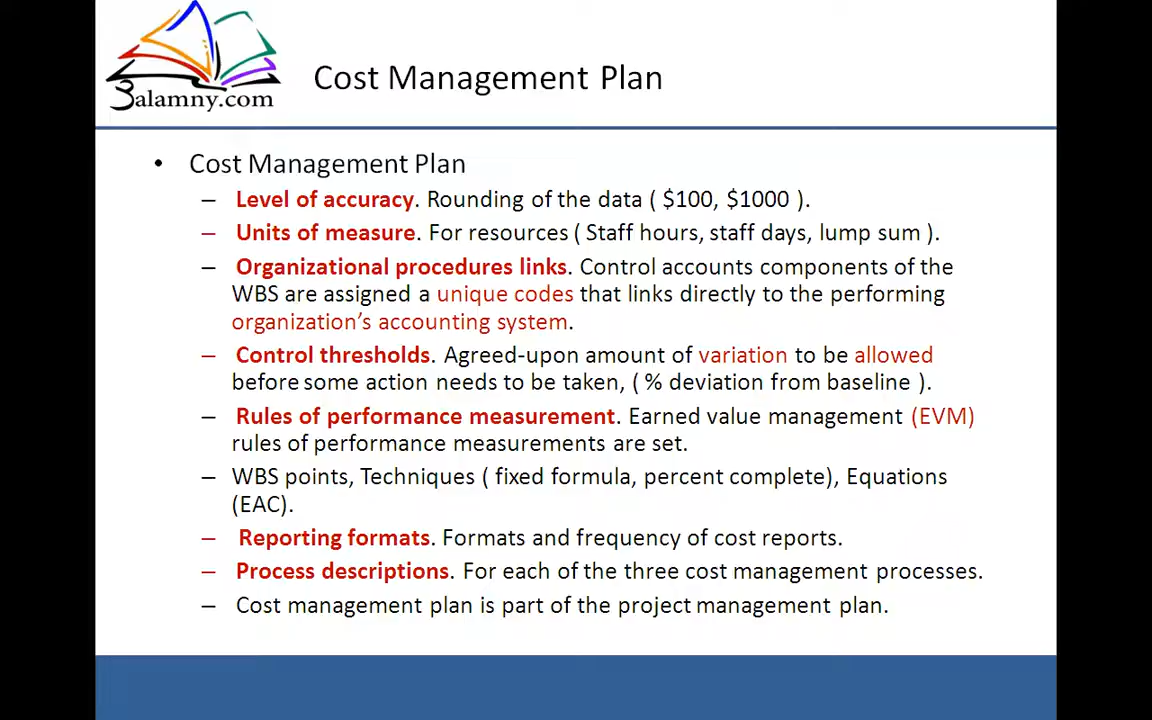 3alamny.com
Cost Management Plan
• Cost Management Plan
– Level of accuracy. Rounding of the data ( $100, $1000 ).
– Units of measure. For resources ( Staff hours, staff days, lump sum ).
– Organizational procedures links. Control accounts components of the
WBS are assigned a unique codes that links directly to the performing
organization’s accounting system.
– Control thresholds. Agreed-upon amount of variation to be allowed
before some action needs to be taken, ( % deviation from baseline ).
– Rules of performance measurement. Earned value management (EVM)
rules of performance measurements are set.
– WBS points, Techniques ( fixed formula, percent complete), Equations
(EAC).
– Reporting formats. Formats and frequency of cost reports.
– Process descriptions. For each of the three cost management processes.
– Cost management plan is part of the project management plan.